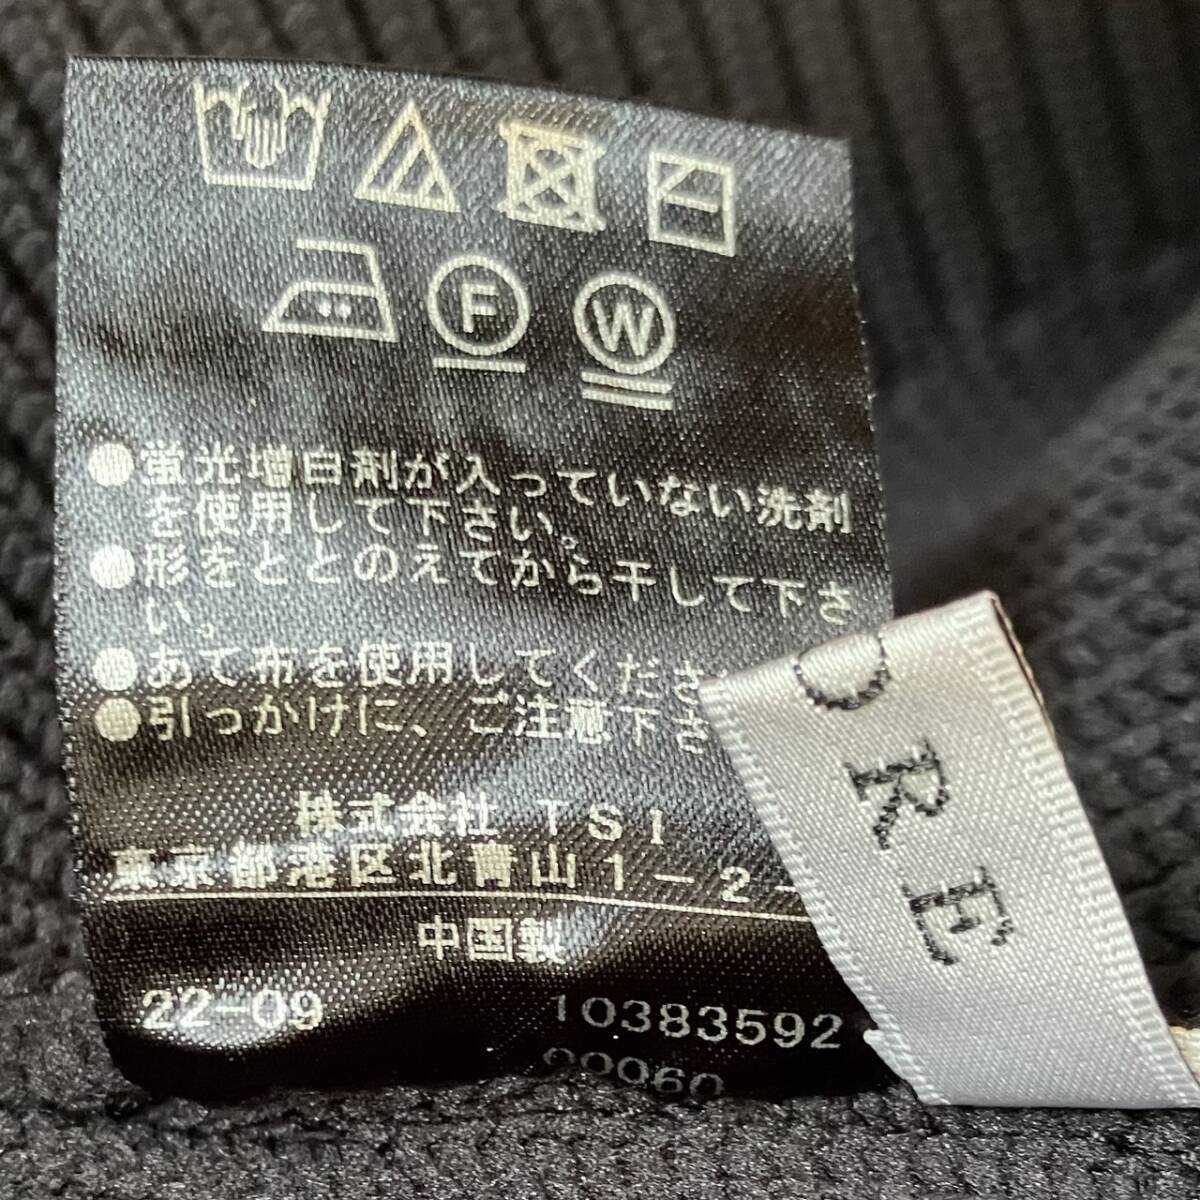 F
W
●蛍光増白剤が入っていない洗剤
を使用して下さい。
●形をととのえてから干して下さ
い。
●あて布を使用してくださ
●引っかけに、ご注意下さ
株式会社 TSI
東京都港区北青山1-2-
中国製
22-09
10383592
00060
ORE